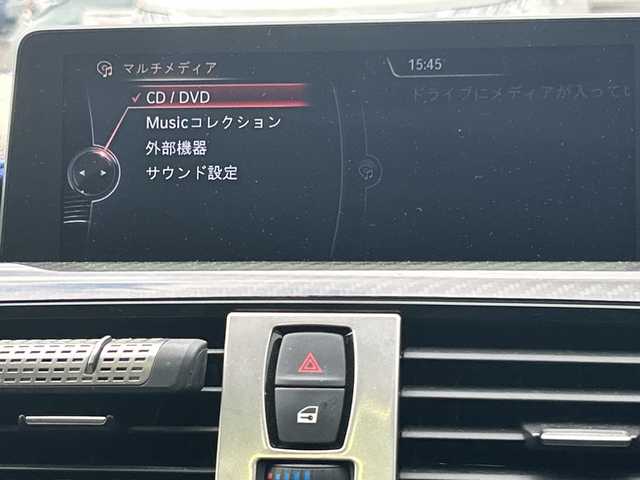 マルチメディア
15:45
CD / DVD
ドライブにメディアが入ってい
Musicコレクション
外部機器
サウンド設定